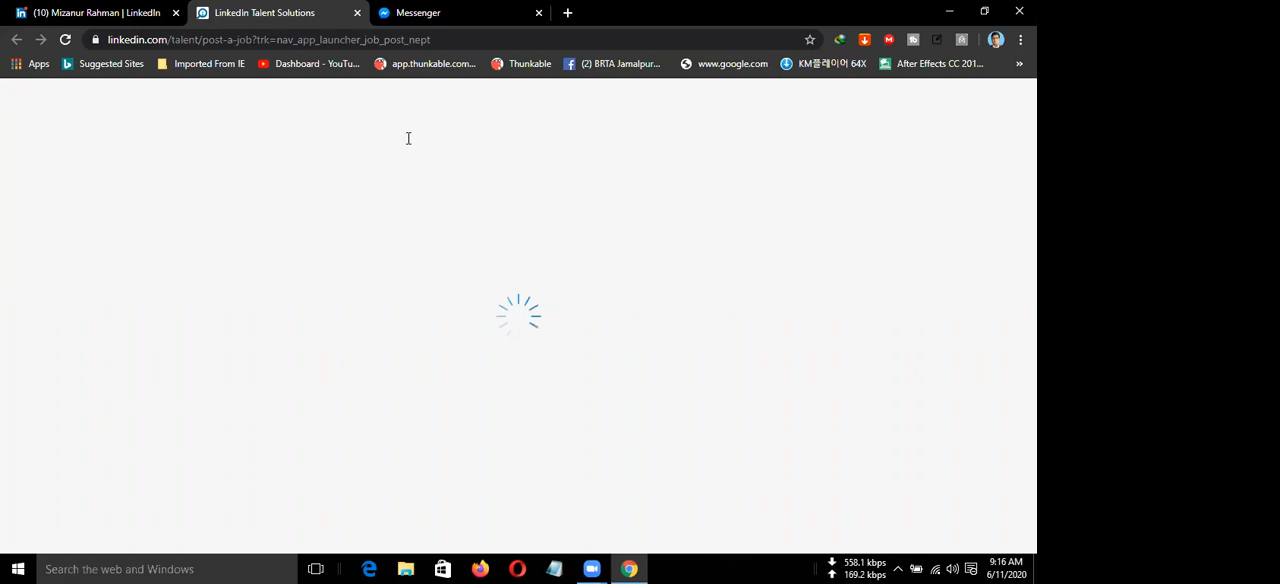 (10) Mizanur Rahman | LinkedIn
LinkedIn Talent Solutions
Messenger
linkedin.com/talent/post-a-job?trk=nav_app_launcher_job_post_nept
Apps
Suggested Sites
Imported From IE
Dashboard - YouTu...
app.thunkable.com...
Thunkable
(2) BRTA Jamalpur...
www.google.com
KM플레이어 64X
After Effects CC 201...
»
Search the web and Windows
558.1 kbps
169.2 kbps
9:16 AM
6/11/2020